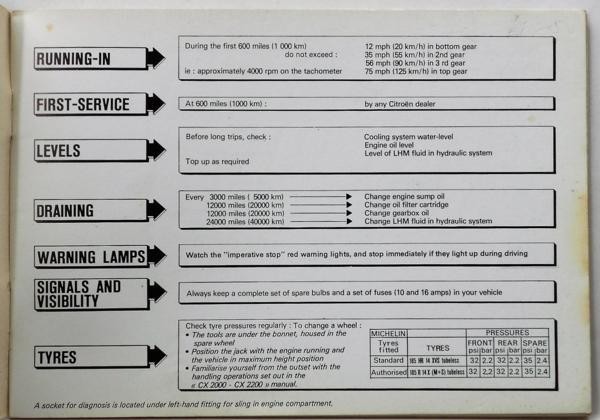 RUNNING-IN
During the first 600 miles (1 000 km)
do not exceed :
12 mph (20 km/h) in bottom gear
35 mph (55 km/h) in 2nd gear
56 mph (90 km/h) in 3 rd gear
ie : approximately 4000 rpm on the tachometer
75 mph (125 km/h) in top gear
FIRST-SERVICE
At 600 miles (1000 km) :
by any Citroën dealer
LEVELS
Before long trips, check :
Cooling system water-level
Engine oil level
Level of LHM fluid in hydraulic system
Top up as required
DRAINING
Every 3000 miles ( 5000 km)
Change engine sump oil
12000 miles (20000 km)
Change oil filter cartridge
12000 miles (20000 km)
Change gearbox oil
24000 miles (40000 km)
Change LHM fluid in hydraulic system
WARNING LAMPS
Watch the "imperative stop" red warning lights, and stop immediately if they light up during driving
SIGNALS AND
VISIBILITY
Always keep a complete set of spare bulbs and a set of fuses (10 and 16 amps) in your vehicle
TYRES
Check tyre pressures regularly : To change a wheel :
• The tools are under the bonnet, housed in the
spare wheel
• Position the jack with the engine running and
the vehicle in maximum height position
• Familiarise yourself from the outset with the
handling operations set out in the
« CX 2000 - CX 2200 » manual.
MICHELIN
PRESSURES
Tyres
fitted
TYRES
FRONT
REAR
SPARE
psi bar psi bar psi bar
Standard 185 HR 14 XVS tubeless 32 2.2 32 2.2 35 2.4
Authorised 185 R 14 X (M+S) tubeless 32 2.2 32 2.2 35 2.4
A socket for diagnosis is located under left-hand fitting for sling in engine compartment.